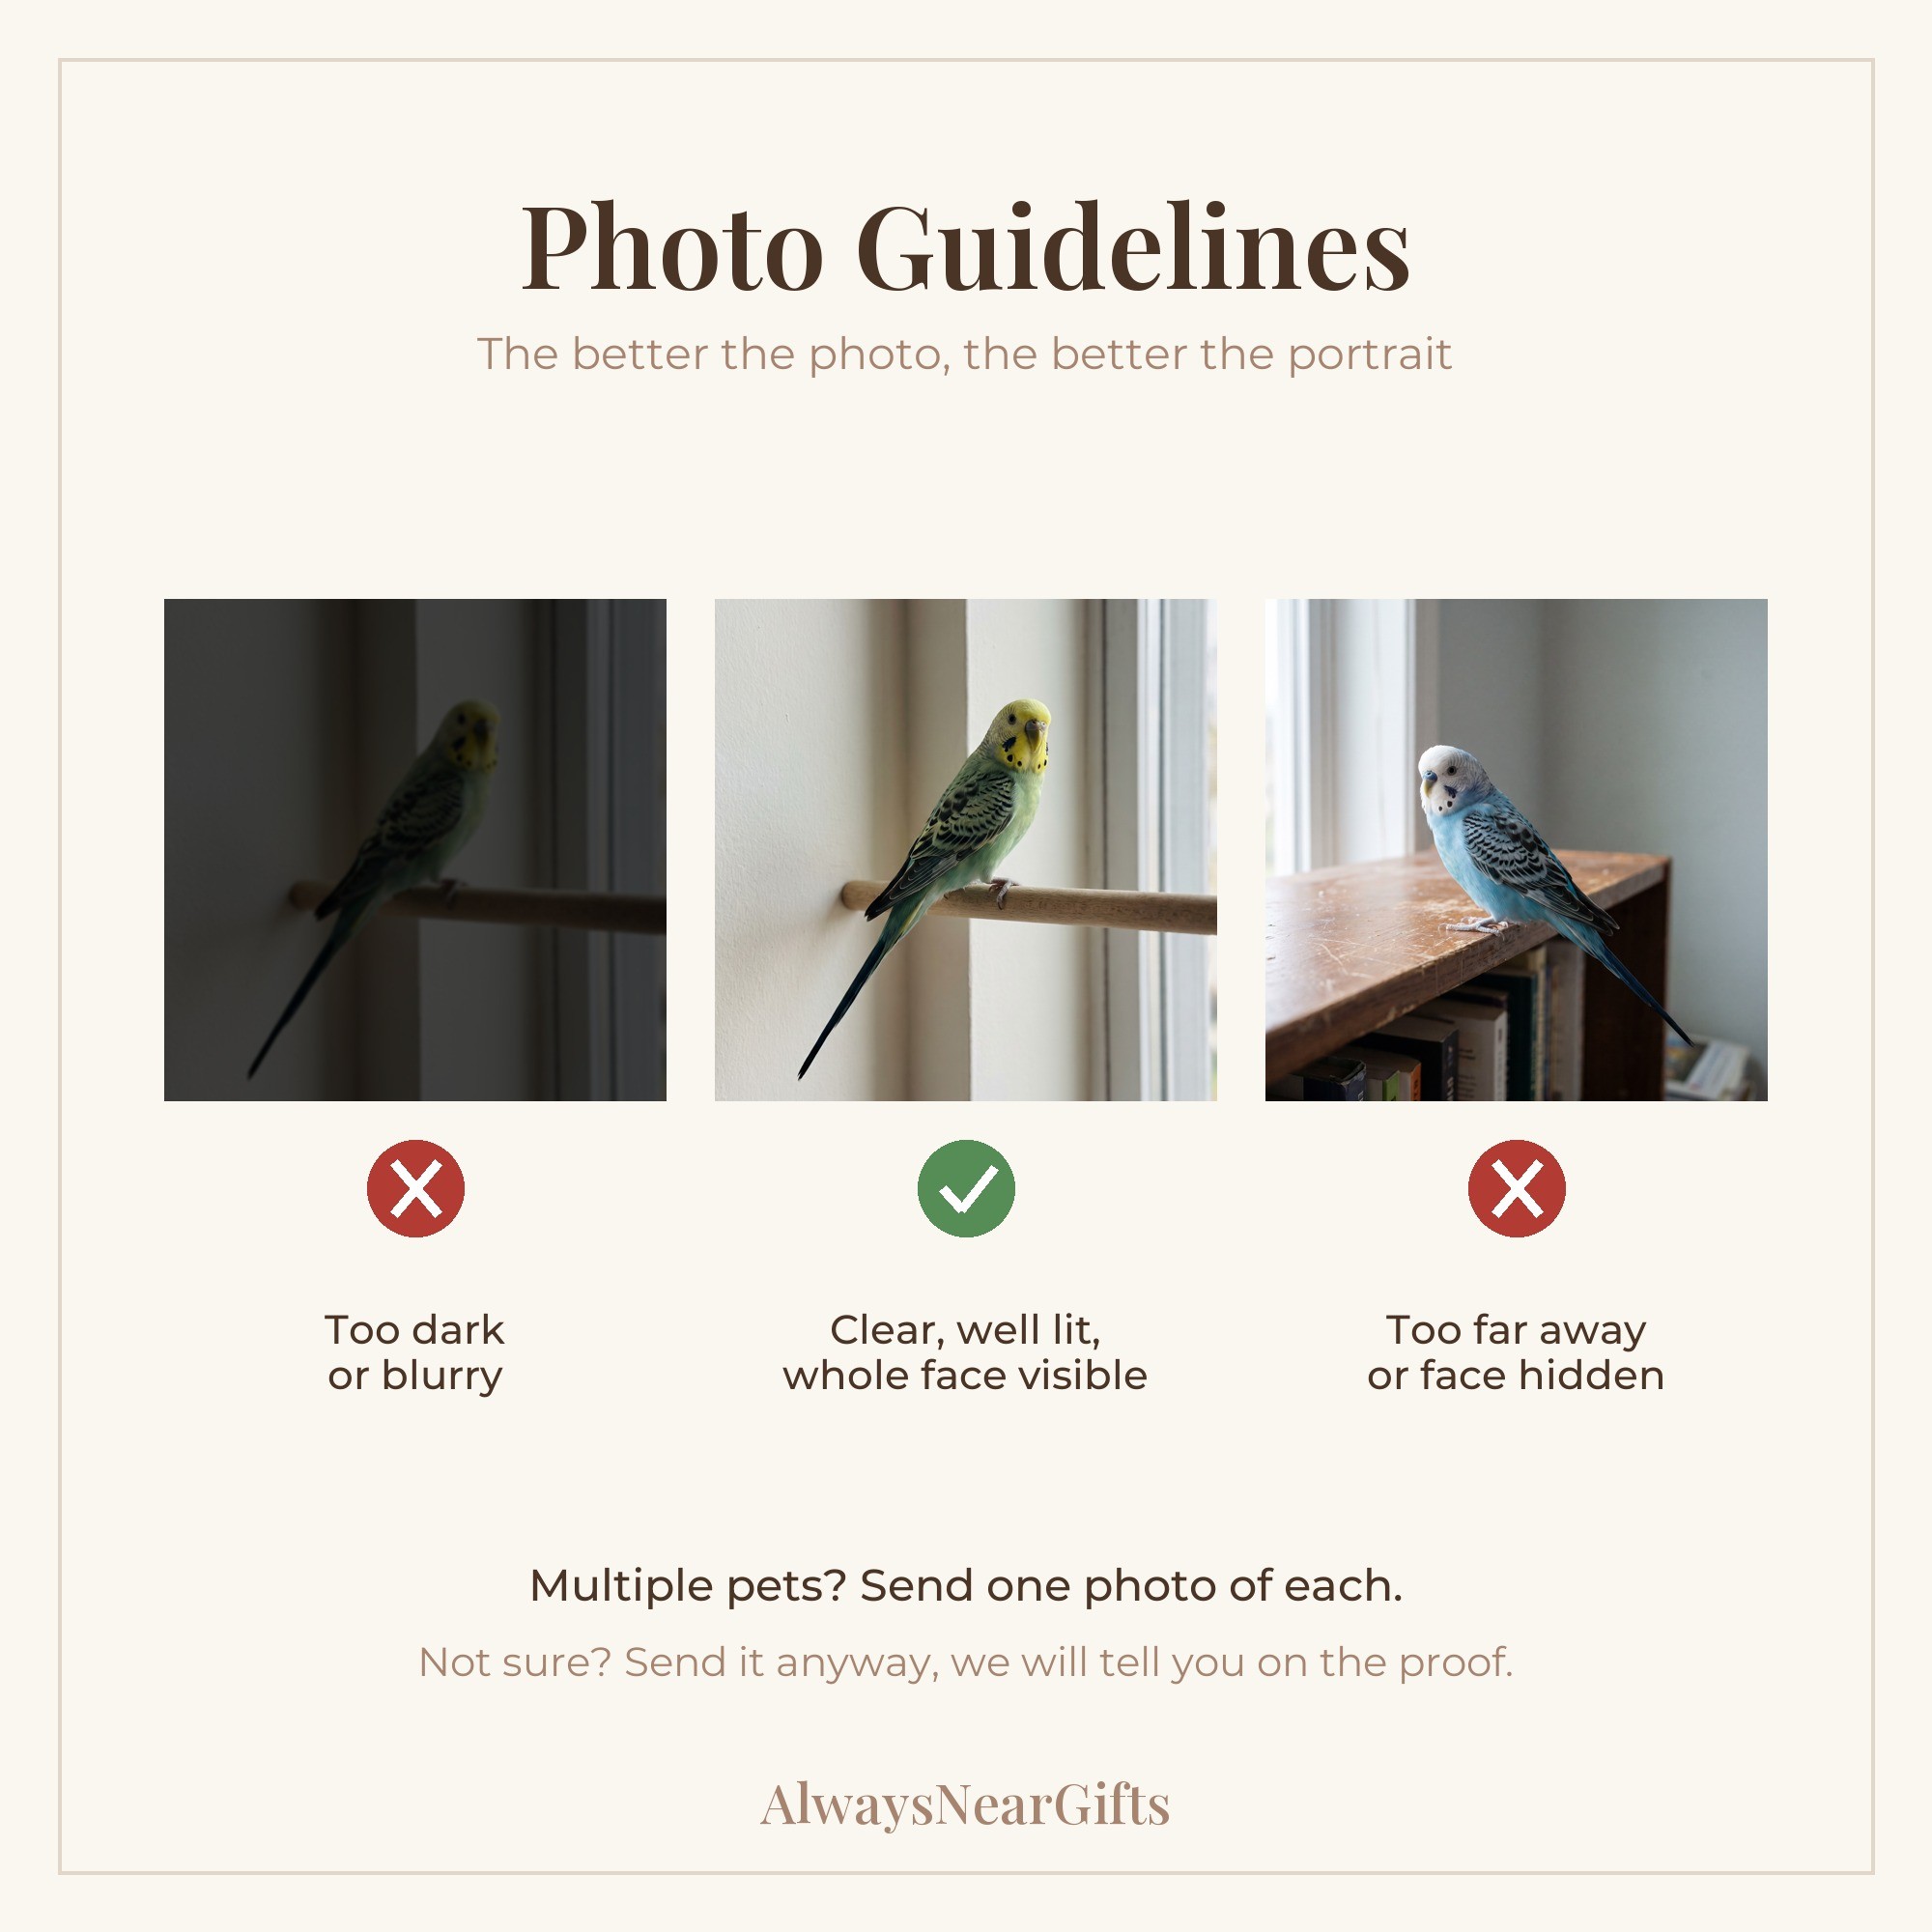 Photo Guidelines
The better the photo, the better the portrait
Too dark
or blurry
Clear, well lit,
whole face visible
Too far away
or face hidden
Multiple pets? Send one photo of each.
Not sure? Send it anyway, we will tell you on the proof.
AlwaysNearGifts